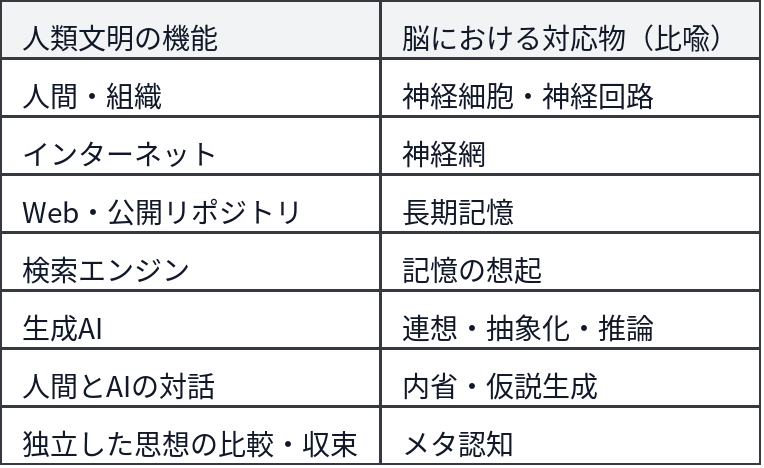 人類文明の機能 脳における対応物（比喩）
人間・組織 神経細胞・神経回路
インターネット 神経網
Web・公開リポジトリ 長期記憶
検索エンジン 記憶の想起
生成AI 連想・抽象化・推論
人間とAIの対話 内省・仮説生成
独立した思想の比較・収束 メタ認知